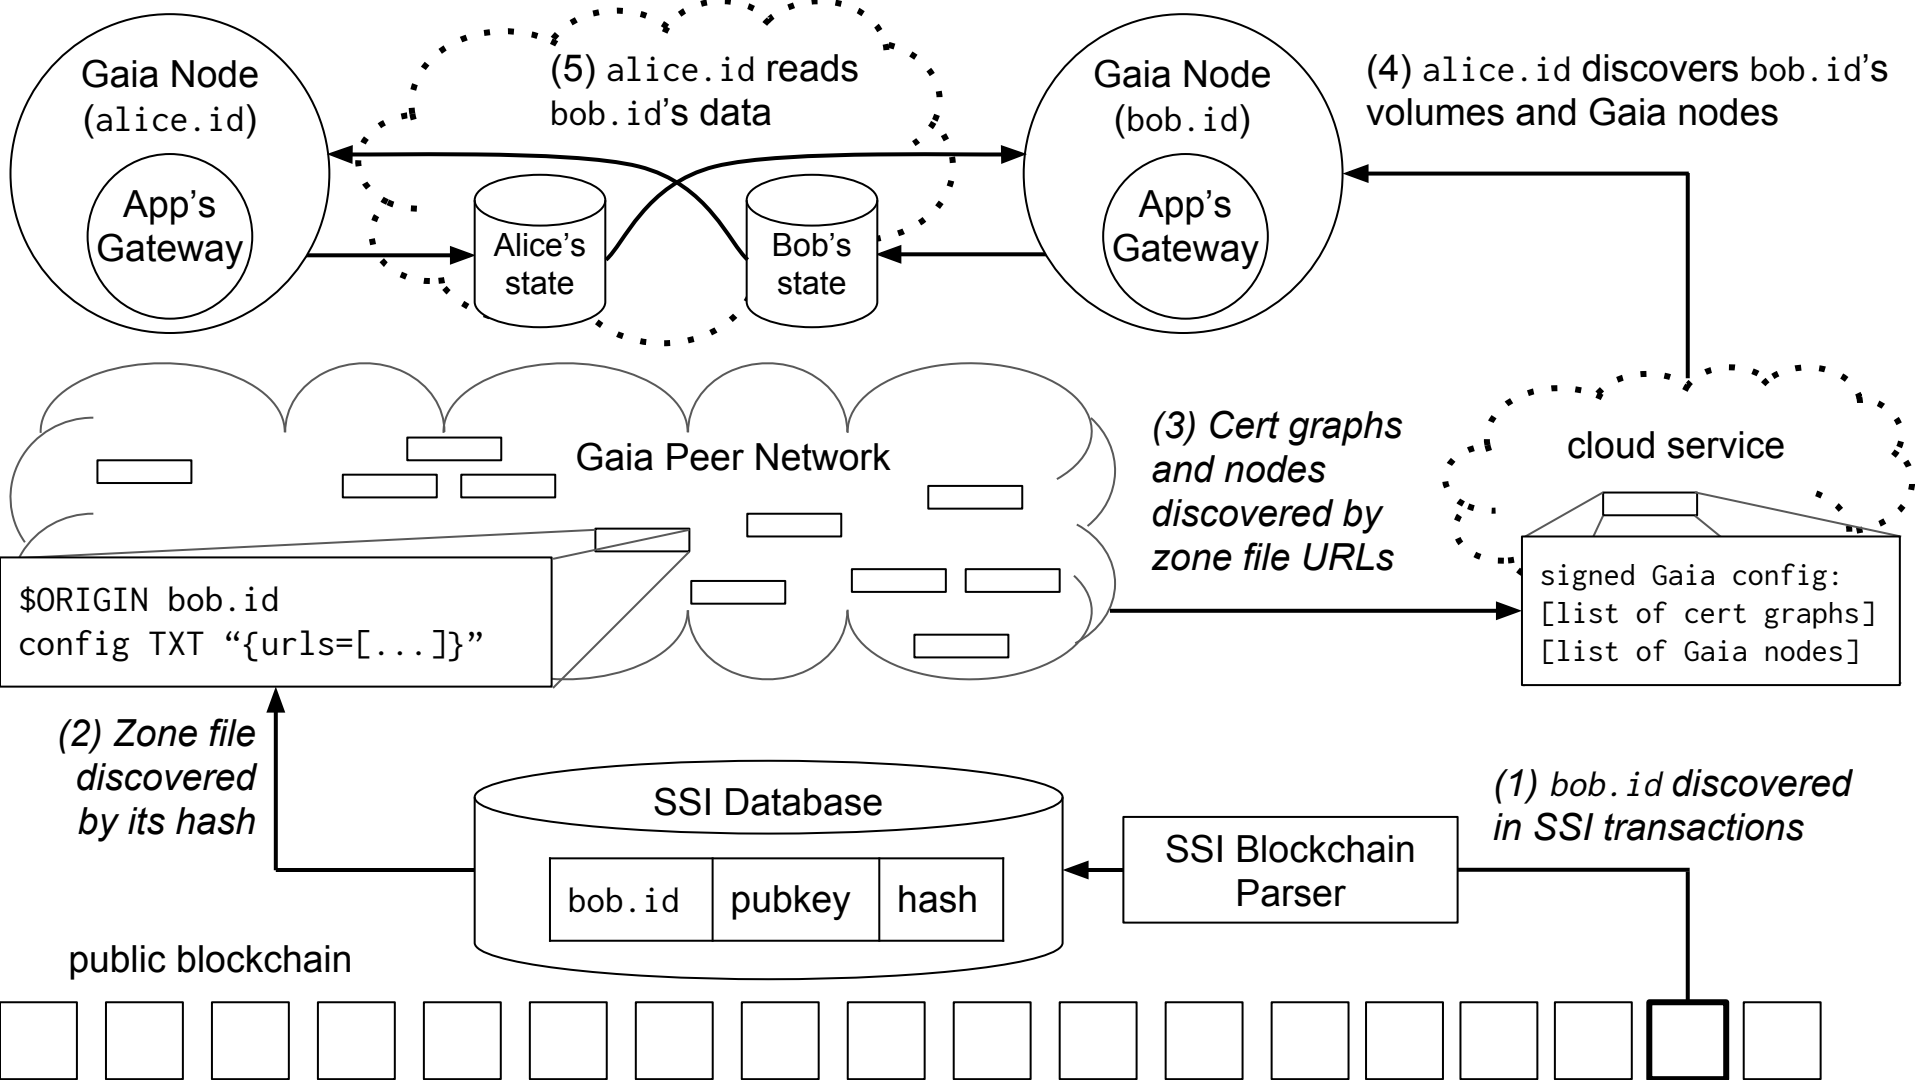 Gaia Node
(alice.id)
App's
Gateway
(5) alice.id reads
bob.id's data
Alice's
state
Bob's
state
Gaia Node
(bob.id)
App's
Gateway
(4) alice.id discovers bob.id's
volumes and Gaia nodes
Gaia Peer Network
(3) Cert graphs
and nodes
discovered by
zone file URLs
cloud service
signed Gaia config:
[list of cert graphs]
[list of Gaia nodes]
$ORIGIN bob.id
config TXT “{urls=[...]}”
(2) Zone file
discovered
by its hash
SSI Database
bob.id pubkey hash
SSI Blockchain
Parser
(1) bob.id discovered
in SSI transactions
public blockchain